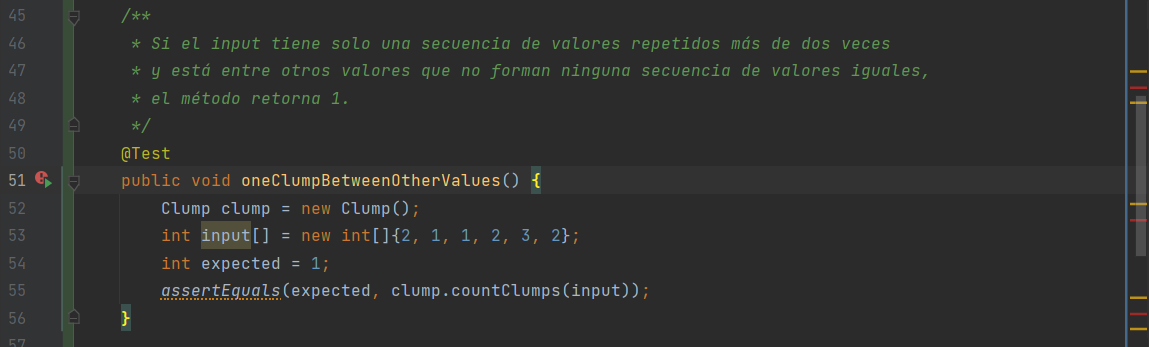 45 /**
46 * Si el input tiene solo una secuencia de valores repetidos más de dos veces
47 * y está entre otros valores que no forman ninguna secuencia de valores iguales,
48 * el método retorna 1.
49 */
50 @Test
51 public void oneClumpBetweenOtherValues() {
52 Clump clump = new Clump();
53 int input[] = new int[]{2, 1, 1, 2, 3, 2};
54 int expected = 1;
55 assertEquals(expected, clump.countClumps(input));
56 }
57